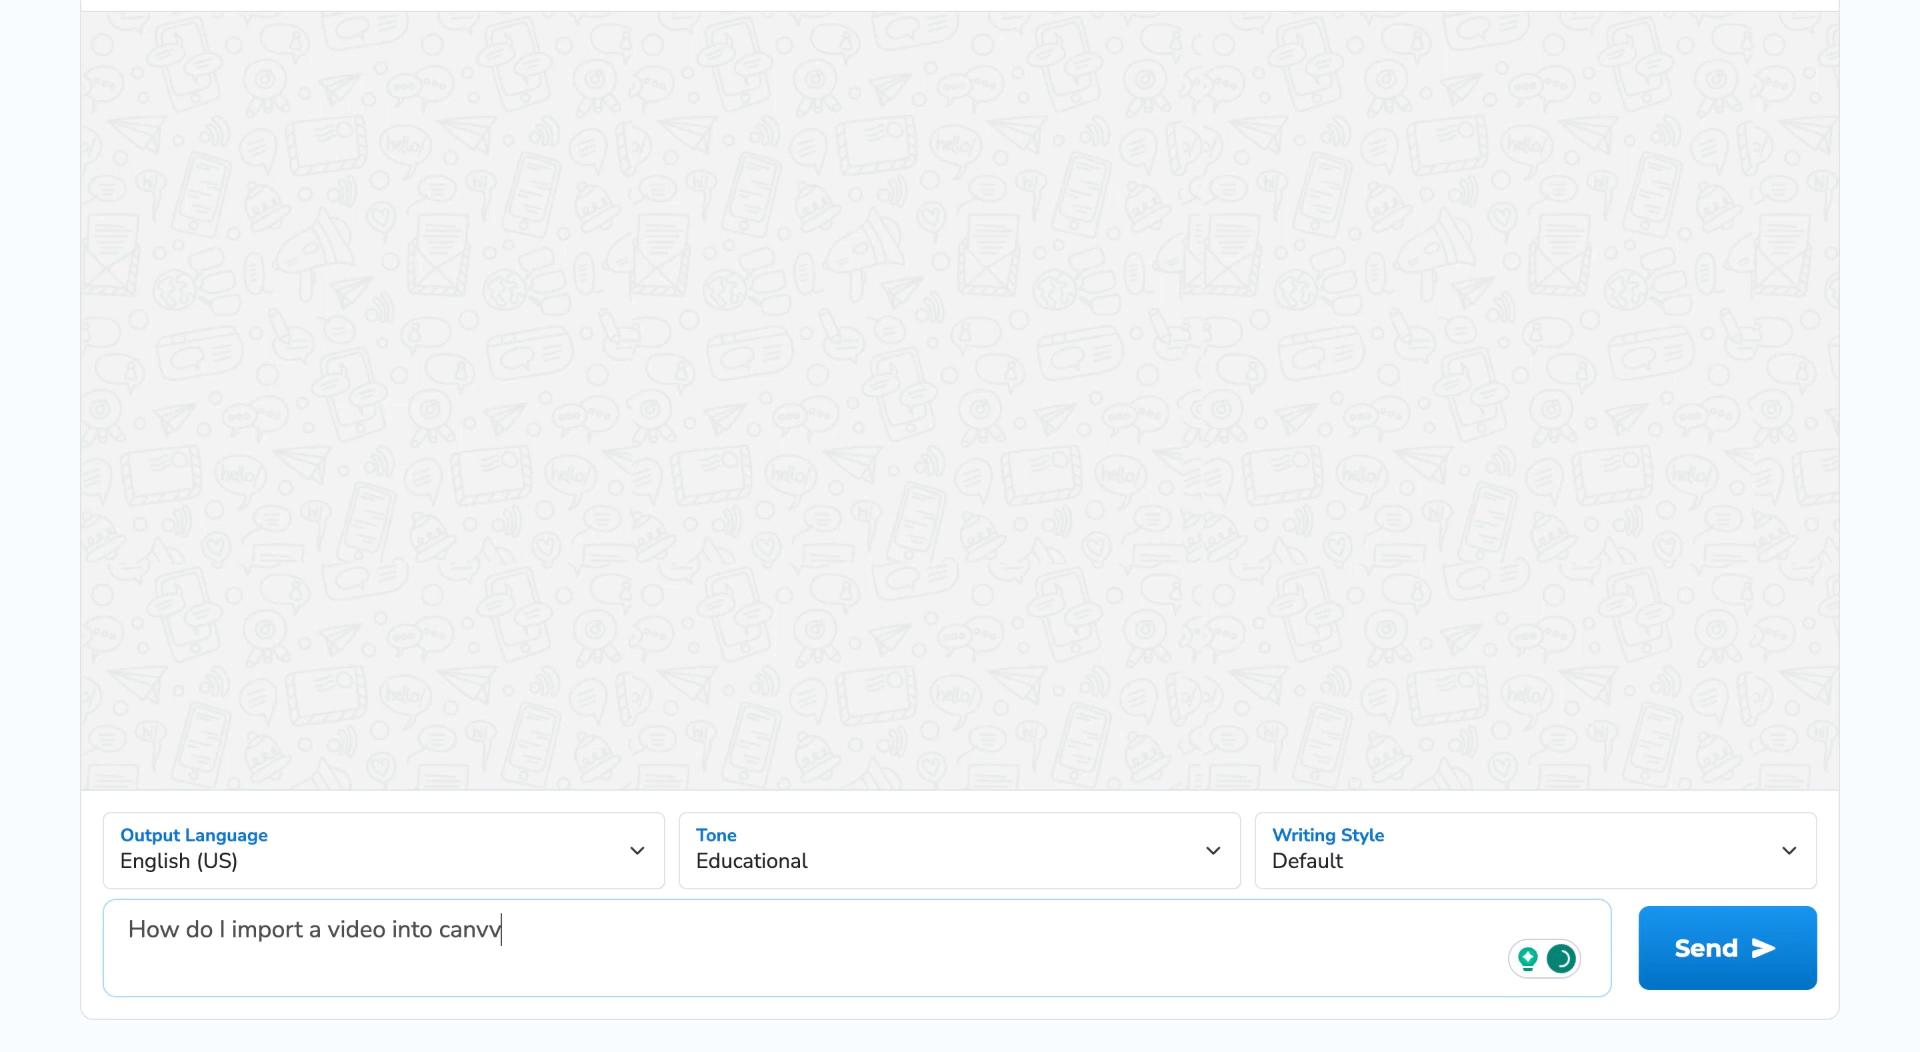 Output Language
English (US)
Tone
Educational
Writing Style
Default
How do I import a video into canvv
Send